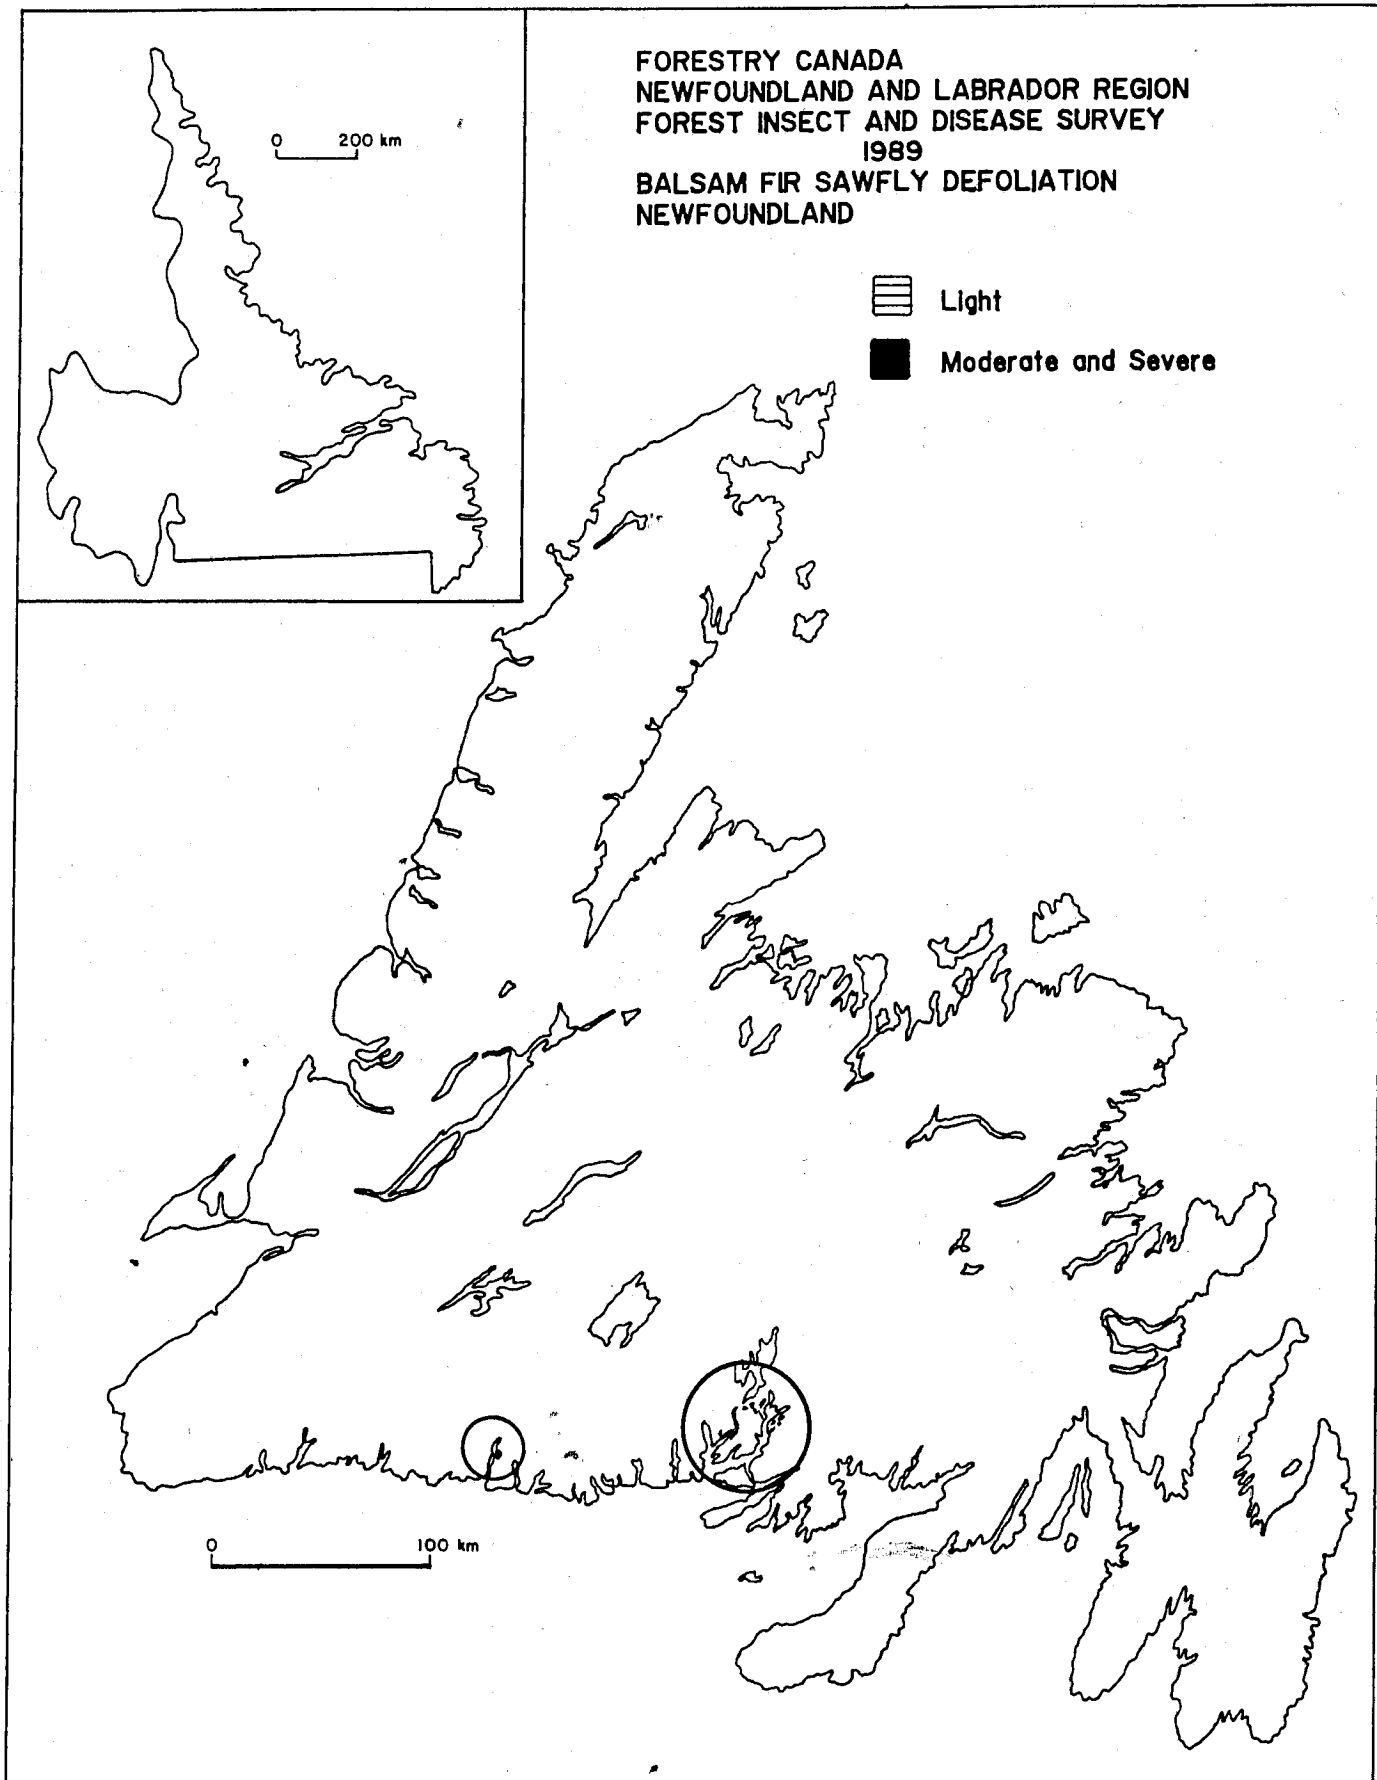 FORESTRY CANADA
NEWFOUNDLAND AND LABRADOR REGION
FOREST INSECT AND DISEASE SURVEY
1989
BALSAM FIR SAWFLY DEFOLIATION
NEWFOUNDLAND
0 200 km
Light
Moderate and Severe
0 100 km